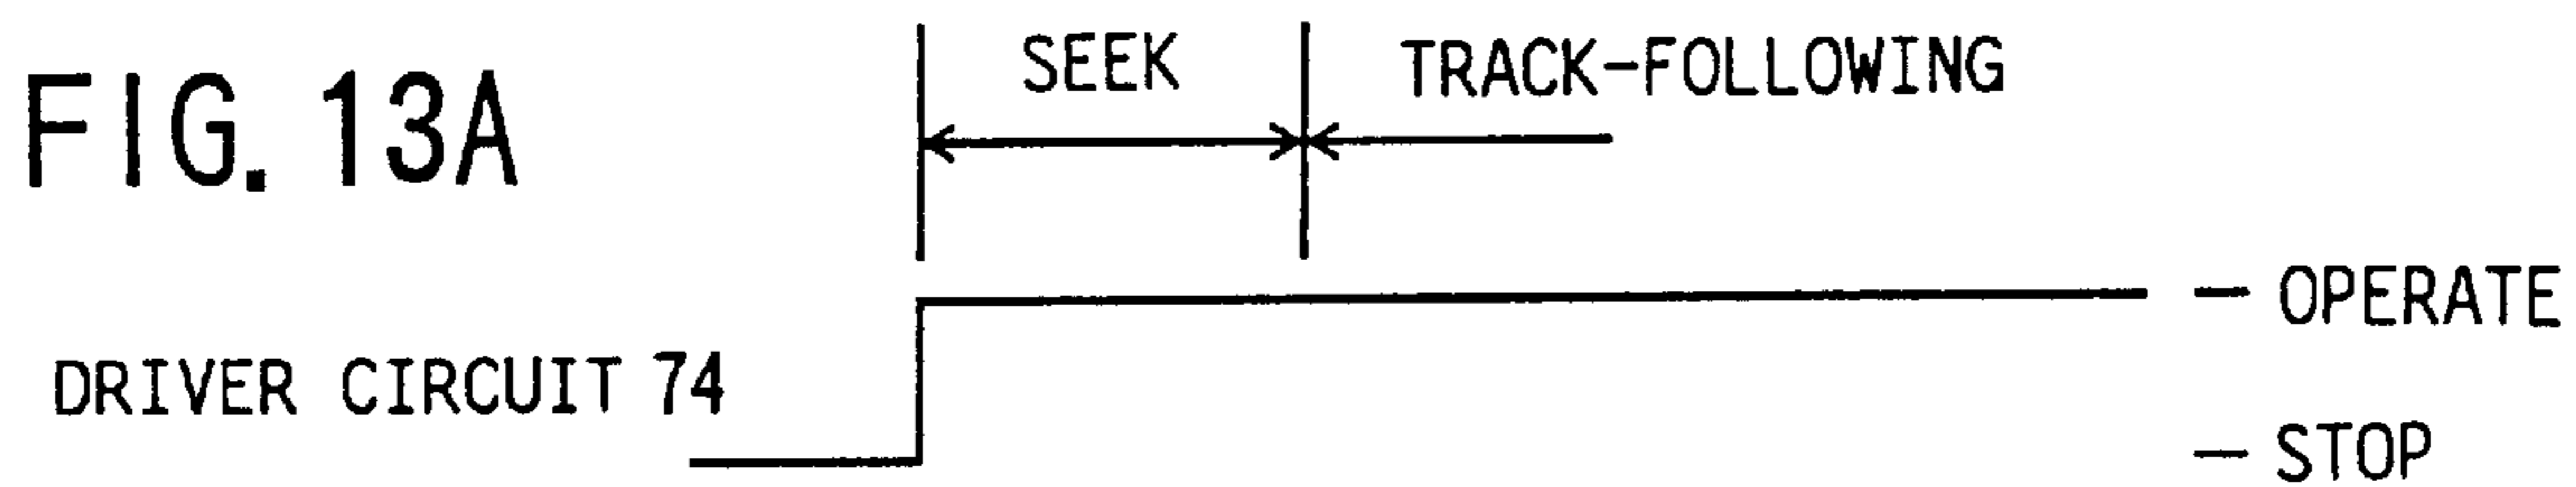 FIG. 13A
SEEK
TRACK-FOLLOWING
DRIVER CIRCUIT 74
— OPERATE
— STOP